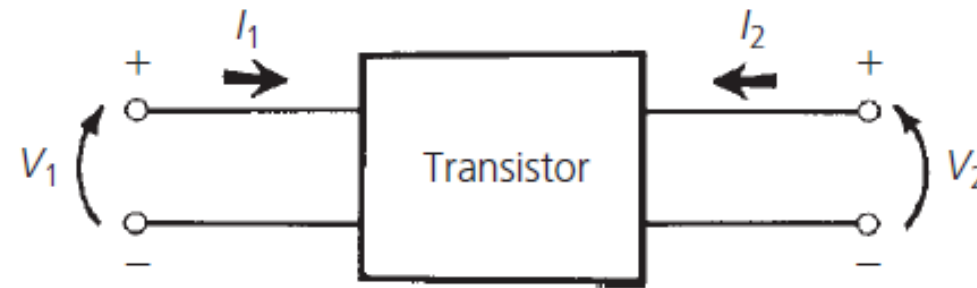 I₁ I₂
+ +
V₁ Transistor V₂
− −